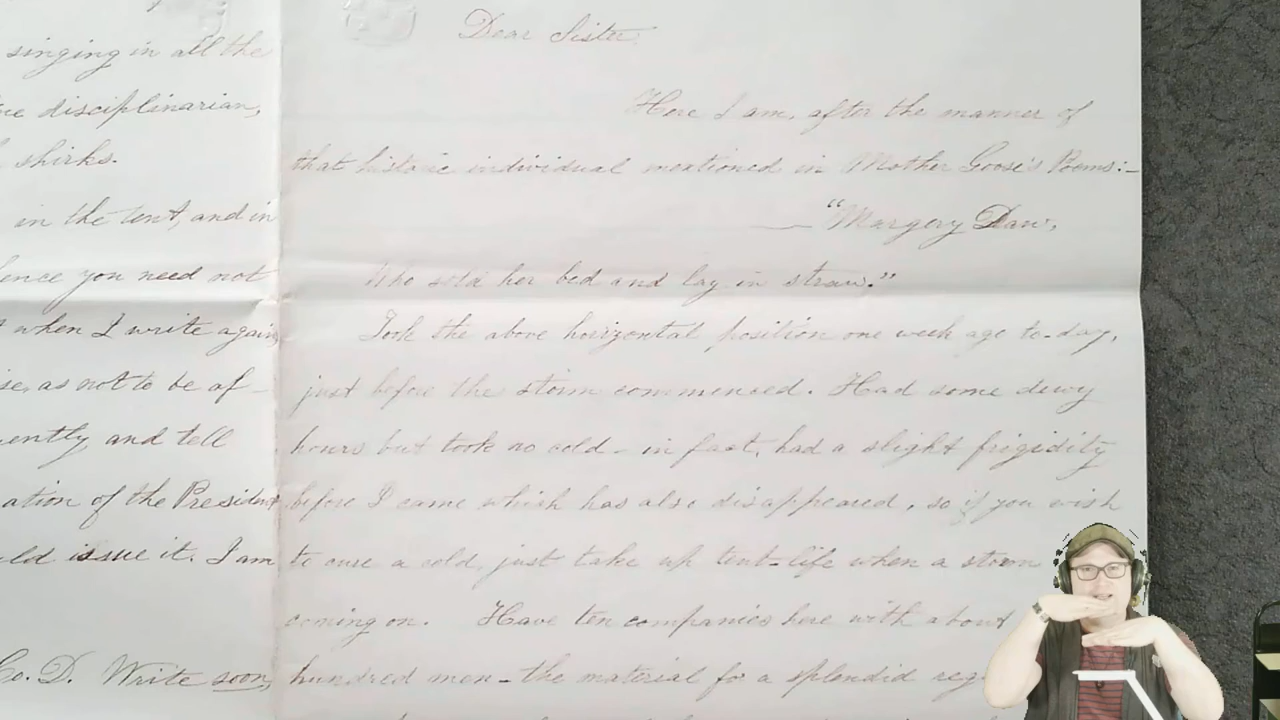 singing in all the
disciplinarian,
shirks.
in the tent, and in
you need not
when I write again
as not to be af-
and tell
ation of the President
issue it. I am
Co. D. Write soon,
Dear Sister
Here I am, after the manner of
that historic individual mentioned in Mother Goose's Poems:-
— "Margery Daw,
Who sold her bed and lay in straw."
Took the above horizontal position one week ago to-day,
just before the storm commenced. Had some dewy
hours but took no cold - in fact, had a slight frigidity
before I came which has also disappeared, so if you wish
to cure a cold, just take up tent-life when a storm
coming on. Have ten companies here with about
hundred men - the material for a splendid